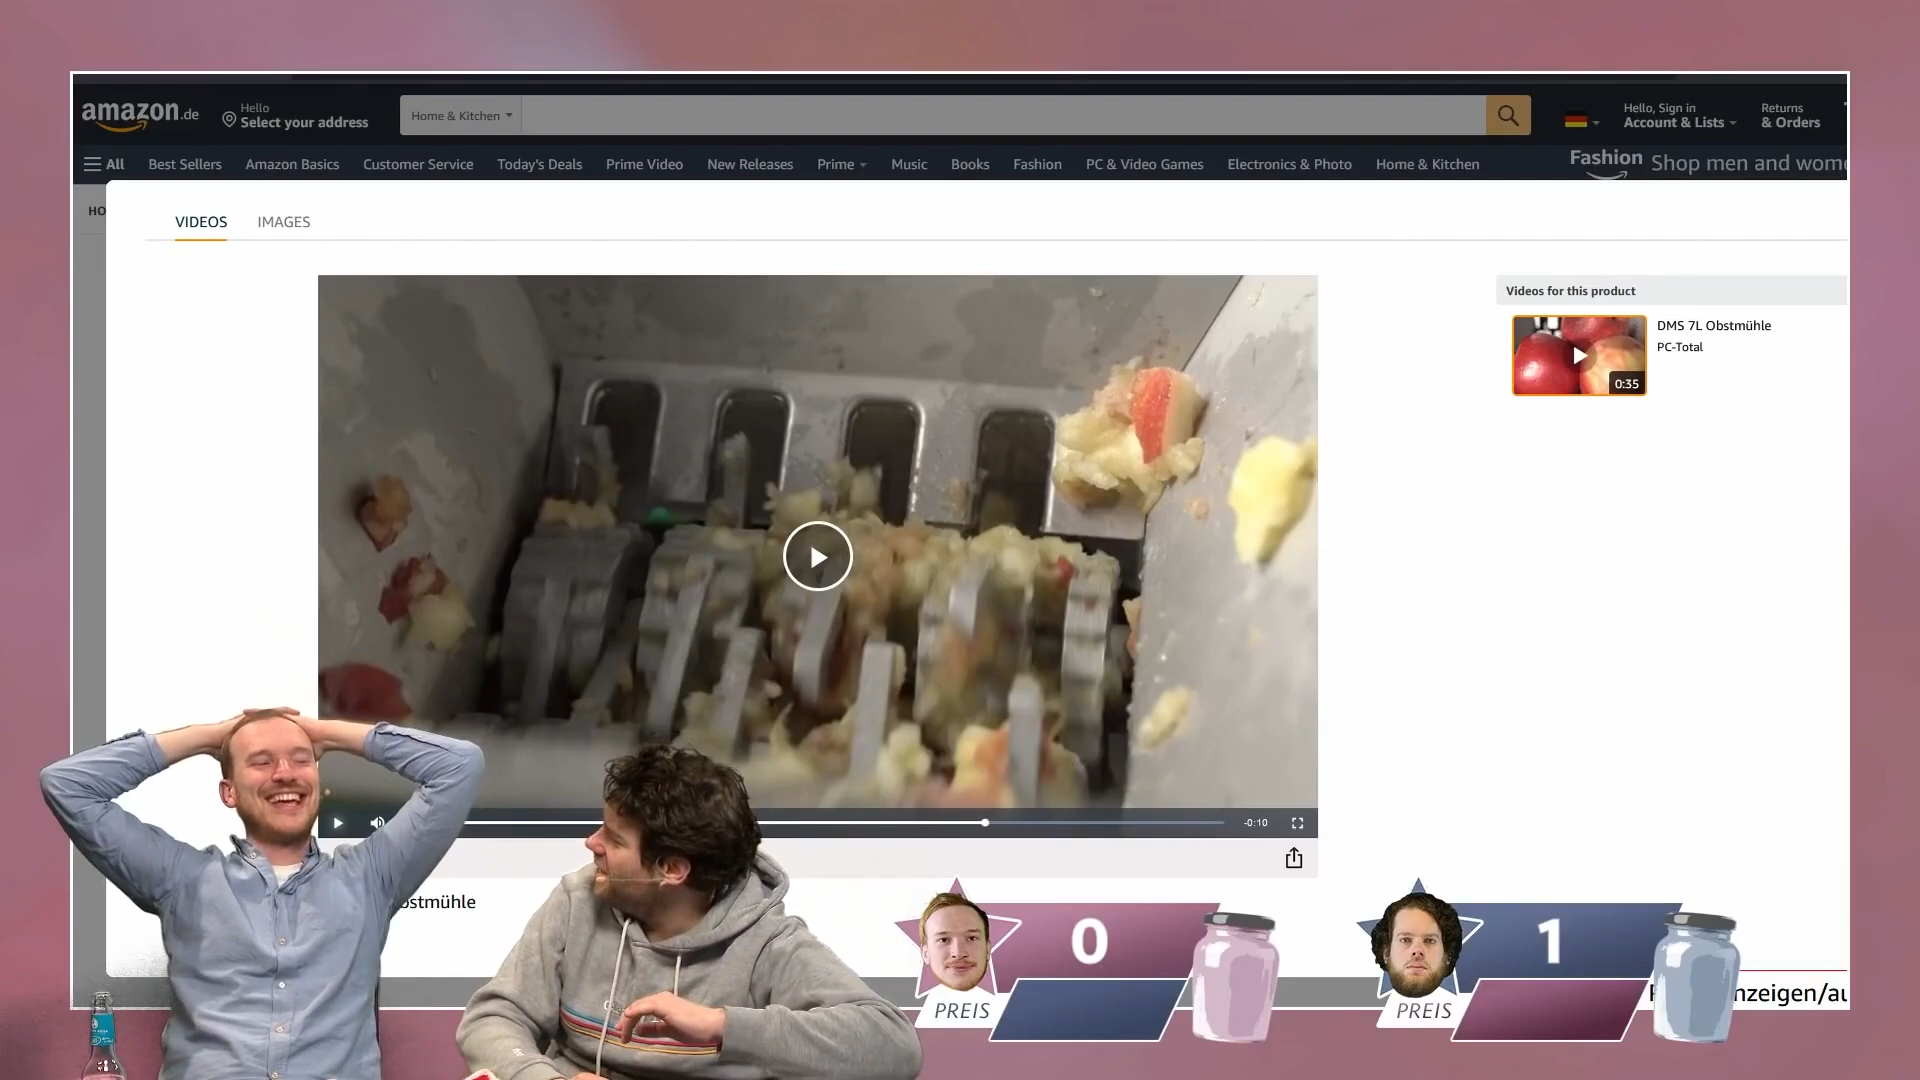 amazon.de
Hello
Select your address
Home & Kitchen
Hello, Sign in
Account & Lists
Returns
& Orders
All
Best Sellers
Amazon Basics
Customer Service
Today's Deals
Prime Video
New Releases
Prime
Music
Books
Fashion
PC & Video Games
Electronics & Photo
Home & Kitchen
Fashion
Shop men and wome
HO
VIDEOS
IMAGES
Videos for this product
DMS 7L Obstmühle
PC-Total
0:35
-0:10
bstmühle
0
PREIS
1
PREIS
nzeigen/au